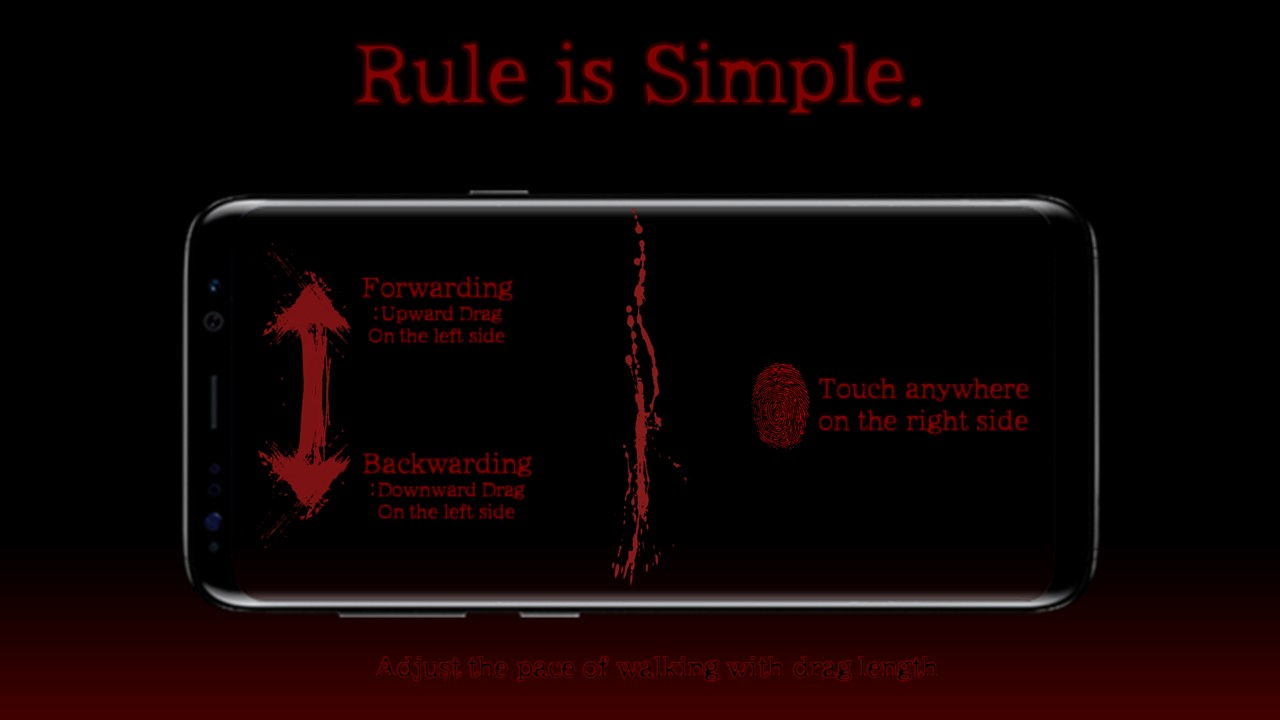 Rule is Simple.
Forwarding
:Upward Drag
On the left side
Backwarding
:Downward Drag
On the left side
Touch anywhere
on the right side
Adjust the pace of walking with drag length